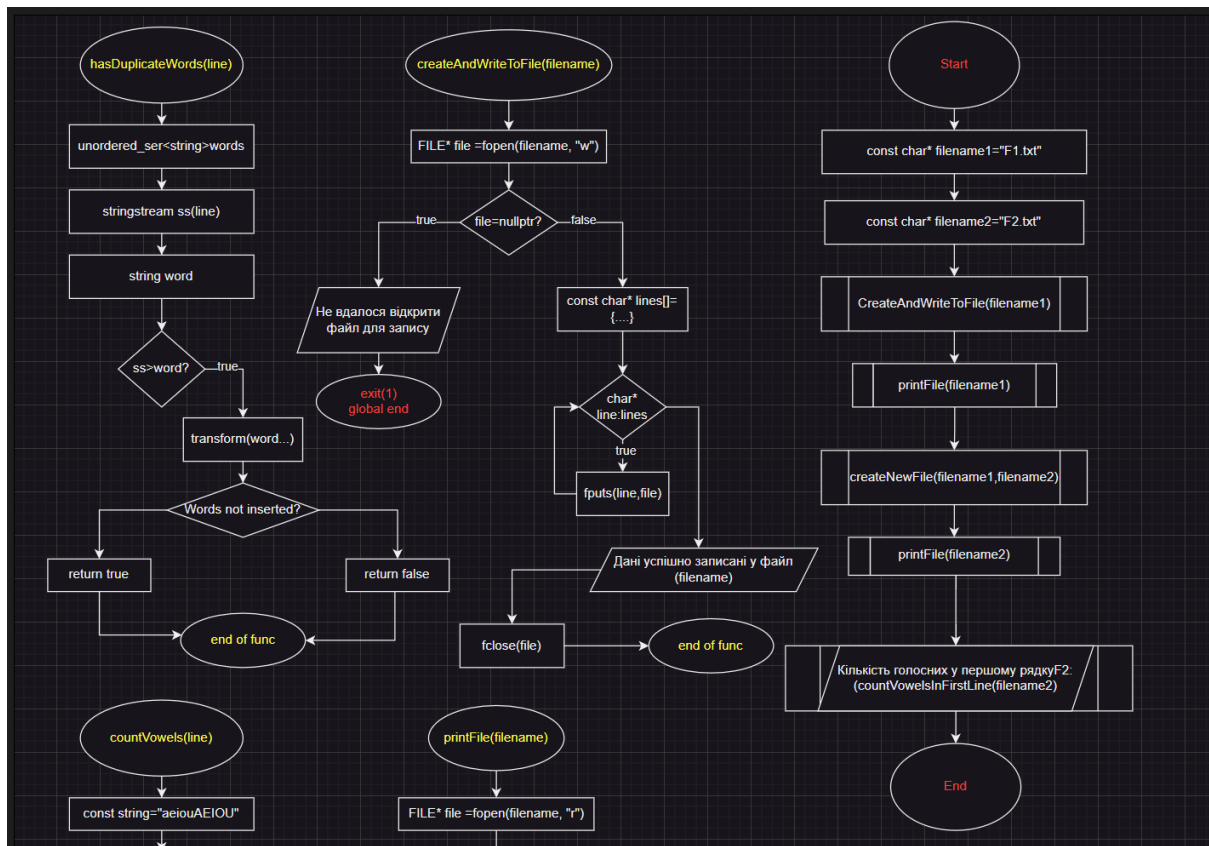 hasDuplicateWords(line)
unordered_ser<string>words
stringstream ss(line)
string word
ss>word?
true
transform(word...)
Words not inserted?
return true
return false
end of func
createAndWriteToFile(filename)
FILE* file =fopen(filename, "w")
file=nullptr?
true
false
Не вдалося відкрити
файл для запису
exit(1)
global end
const char* lines[]=
{....}
char*
line:lines
true
fputs(line,file)
Дані успішно записані у файл
(filename)
fclose(file)
end of func
Start
const char* filename1="F1.txt"
const char* filename2="F2.txt"
CreateAndWriteToFile(filename1)
printFile(filename1)
createNewFile(filename1,filename2)
printFile(filename2)
Кількість голосних у першому рядкуF2:
(countVowelsInFirstLine(filename2)
End
countVowels(line)
const string="aeiouAEIOU"
printFile(filename)
FILE* file =fopen(filename, "r")